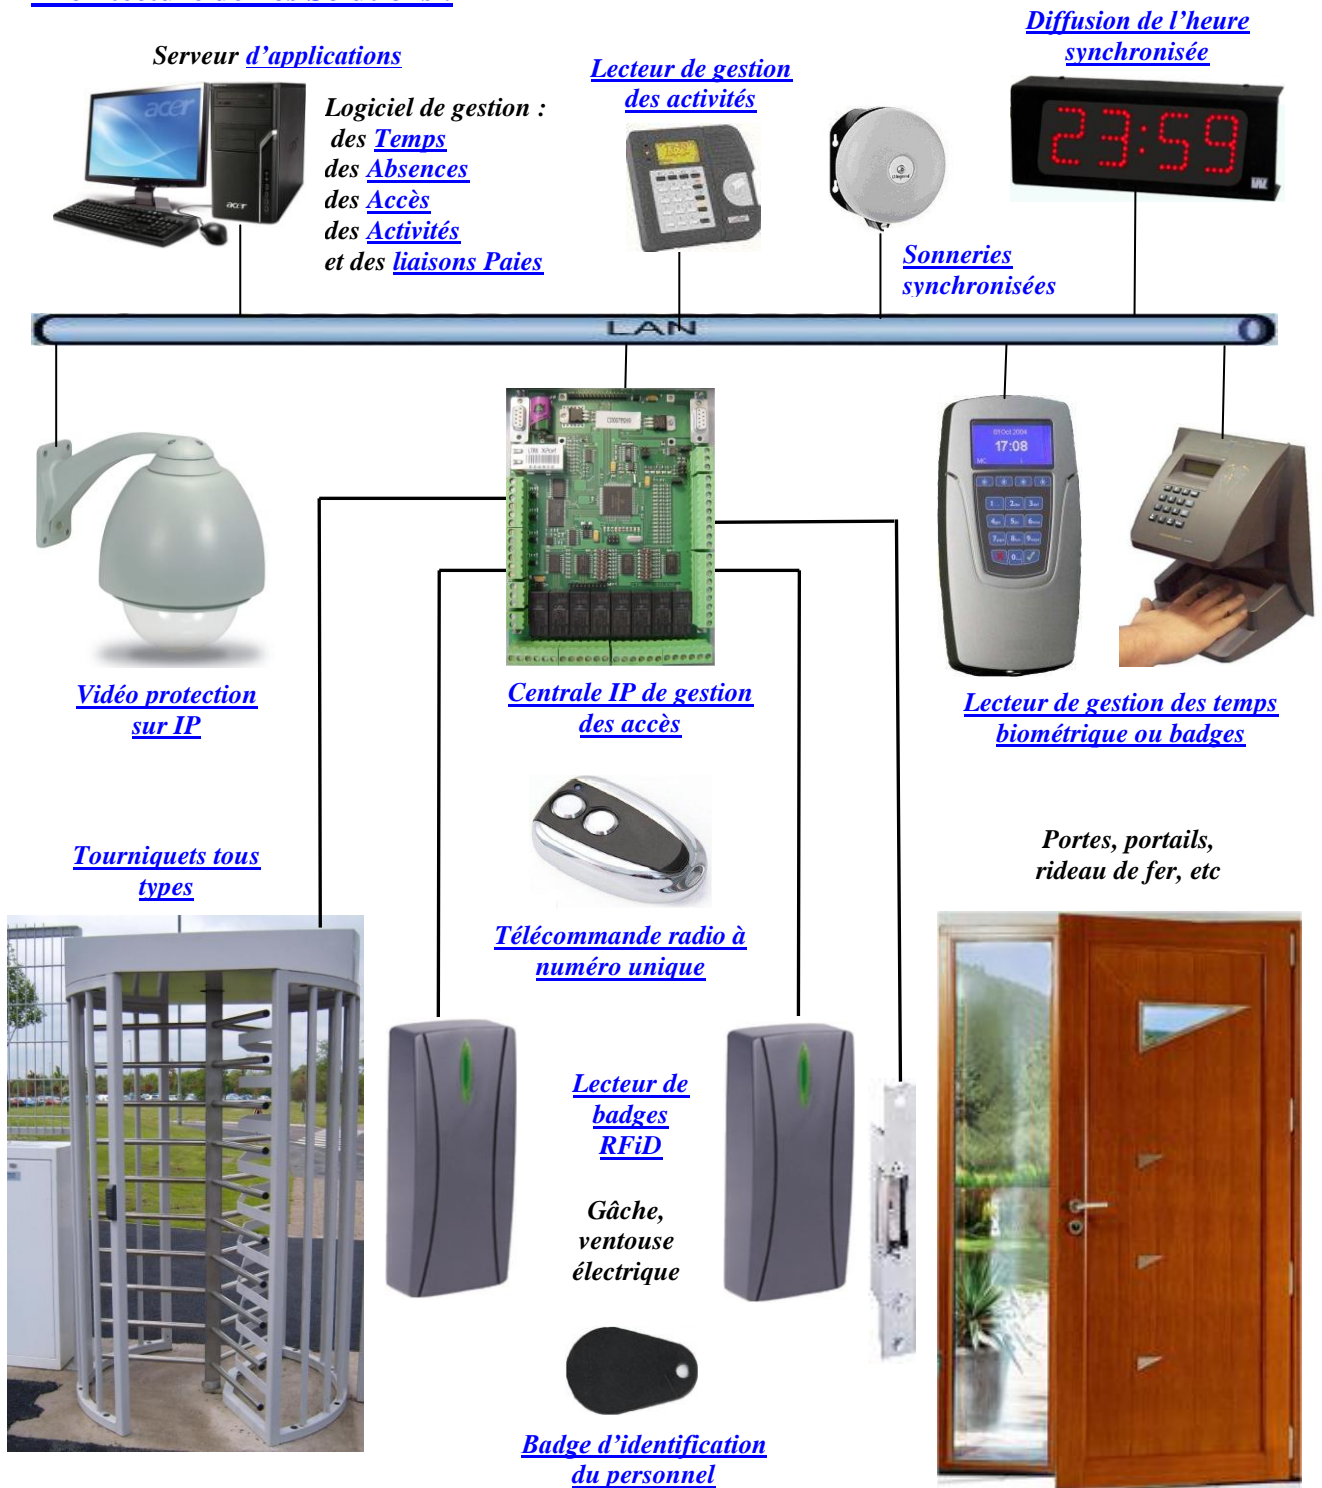 Diffusion de l'heure
synchronisée
Serveur d'applications
Lecteur de gestion
des activités
Logiciel de gestion :
des Temps
des Absences
des Accès
des Activités
et des liaisons Paies
acer
acer
23:59
Sonneries
synchronisées
LAN
17:08
Vidéo protection
sur IP
Centrale IP de gestion
des accès
Lecteur de gestion des temps
biométrique ou badges
Tourniquets tous
types
Télécommande radio à
numéro unique
Portes, portails,
rideau de fer, etc
Lecteur de
badges
RFiD
Gâche,
ventouse
électrique
Badge d'identification
du personnel